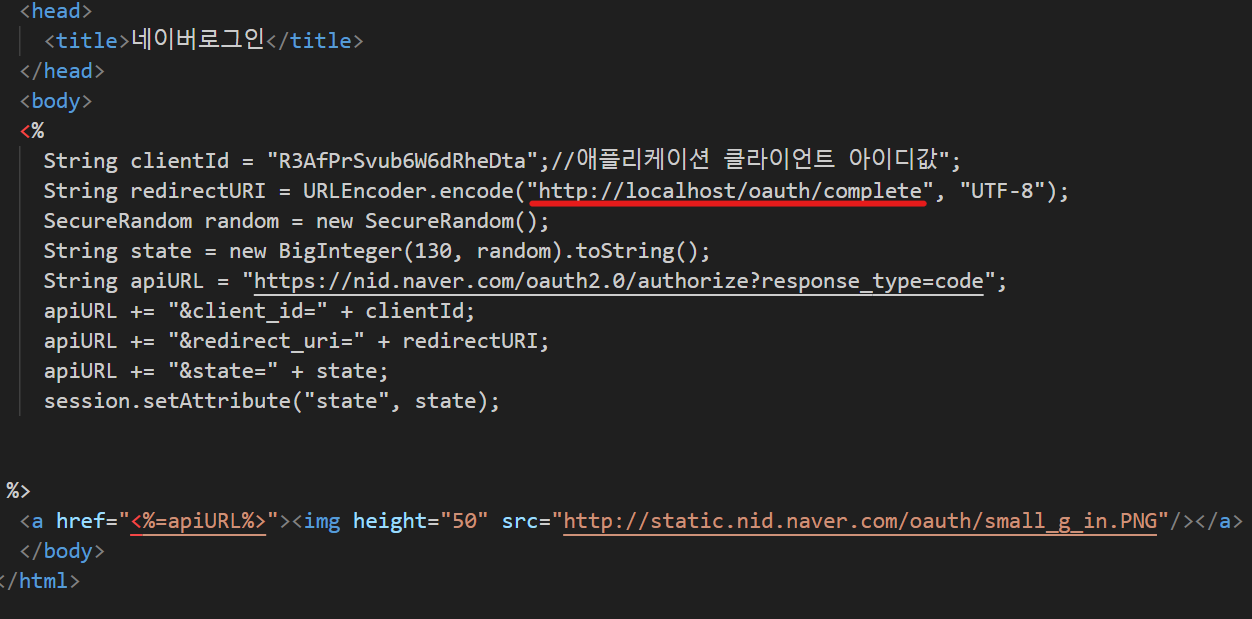 <head>
<title>네이버로그인</title>
</head>
<body>
<%
String clientId = "R3AfPrSvub6W6dRheDta";//애플리케이션 클라이언트 아이디값";
String redirectURI = URLEncoder.encode("http://localhost/oauth/complete", "UTF-8");
SecureRandom random = new SecureRandom();
String state = new BigInteger(130, random).toString();
String apiURL = "https://nid.naver.com/oauth2.0/authorize?response_type=code";
apiURL += "&client_id=" + clientId;
apiURL += "&redirect_uri=" + redirectURI;
apiURL += "&state=" + state;
session.setAttribute("state", state);
%>
<a href="<%=apiURL%>"><img height="50" src="http://static.nid.naver.com/oauth/small_g_in.PNG"/></a>
</body>
</html>